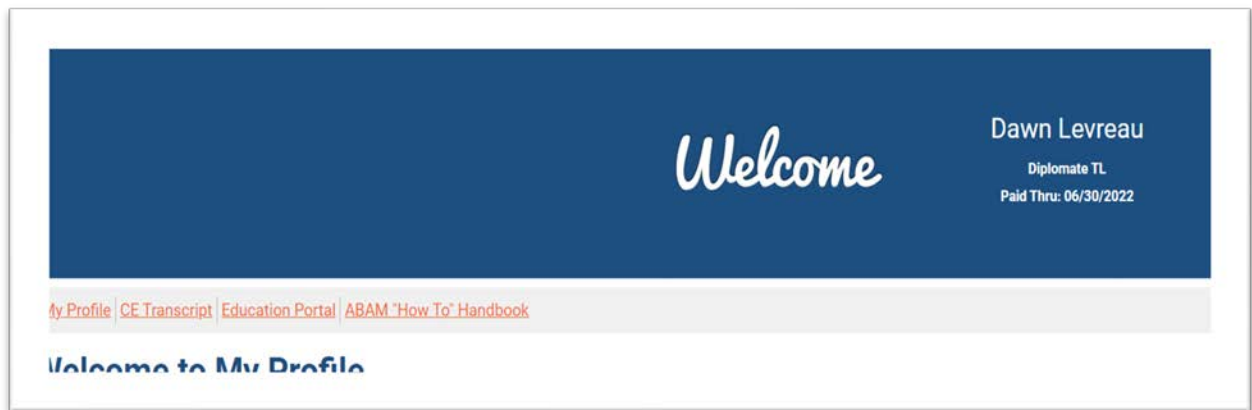 Welcome
Dawn Levreau
Diplomate TL
Paid Thru: 06/30/2022
My Profile CE Transcript Education Portal ABAM "How To" Handbook
Welcome to My Profile